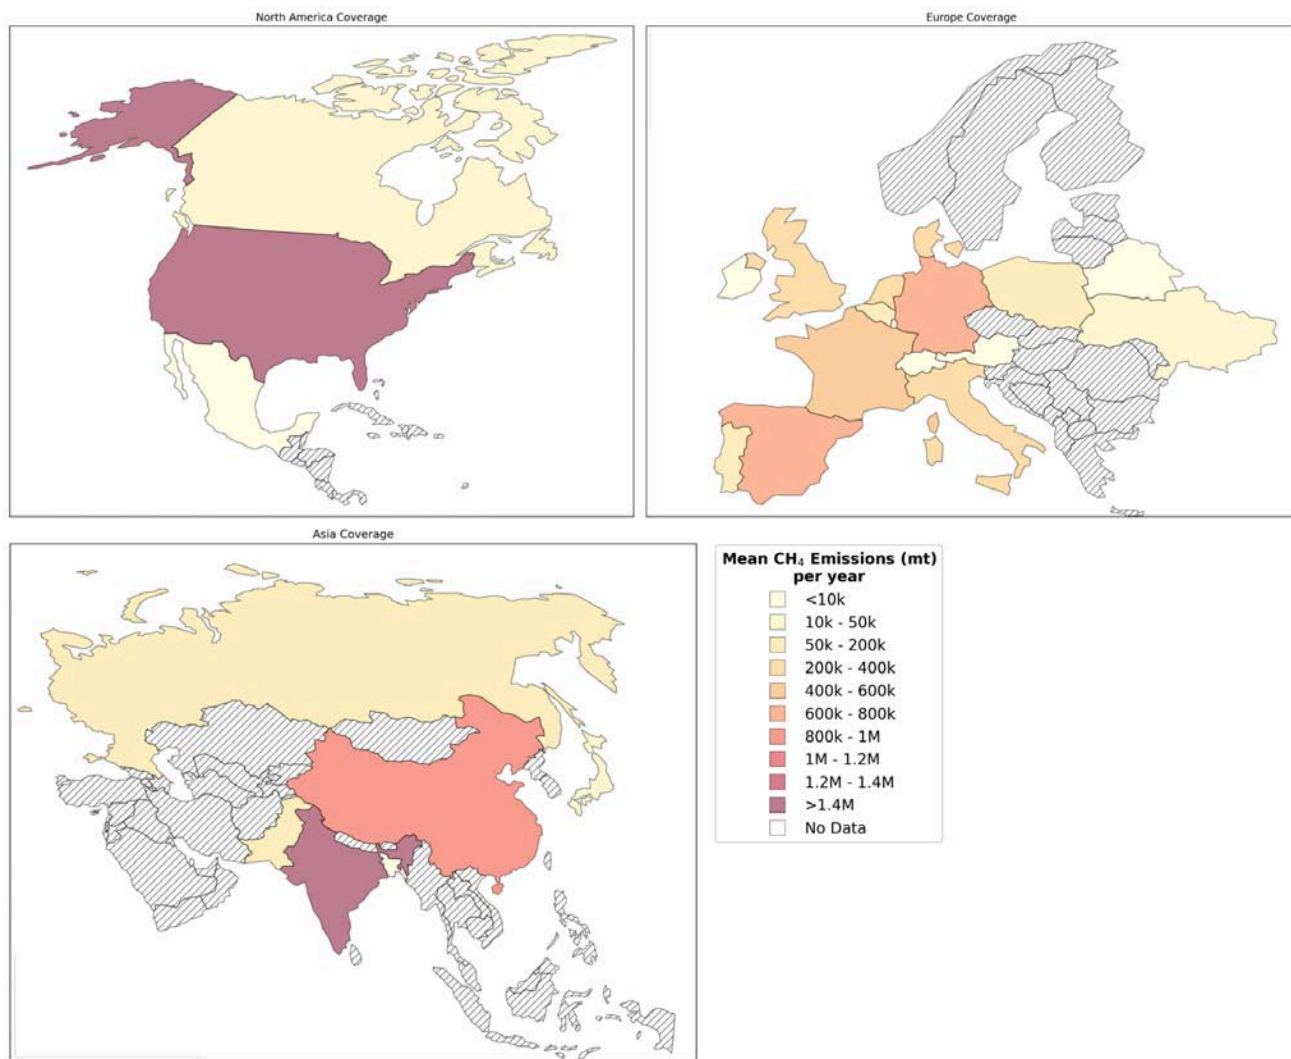 North America Coverage
Europe Coverage
Asia Coverage
Mean CH₄ Emissions (mt)
per year
<10k
10k - 50k
50k - 200k
200k - 400k
400k - 600k
600k - 800k
800k - 1M
1M - 1.2M
1.2M - 1.4M
>1.4M
No Data